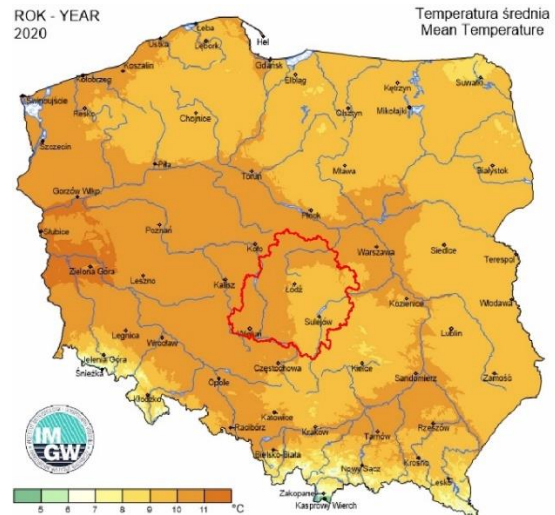 ROK - YEAR
2020
Temperatura średnia
Mean Temperature
Łeba
Hel
Ustka
Lębork
Gdańsk
Koszalin
Kołobrzeg
Elbląg
Kętrzyn
Suwałki
Świnoujście
Resko
Chojnice
Olsztyn
Mikołajki
Szczecin
Piła
Toruń
Mława
Białystok
Gorzów Wlkp
Płock
Słubice
Poznań
Koło
Warszawa
Siedlce
Terespol
Zielona Góra
Leszno
Kalisz
Łódź
Kozienice
Włodawa
Sulejów
Legnica
Wrocław
Wieluń
Lublin
Jelenia Góra
Śnieżka
Częstochowa
Kielce
Sandomierz
Zamość
Kłodzko
Opole
Katowice
Racibórz
Kraków
Tarnów
Rzeszów
Bielsko-Biała
Nowy Sącz
Krosno
Lesko
Zakopane
Kasprowy Wierch
IM
GW
5 6 7 8 9 10 11 °C